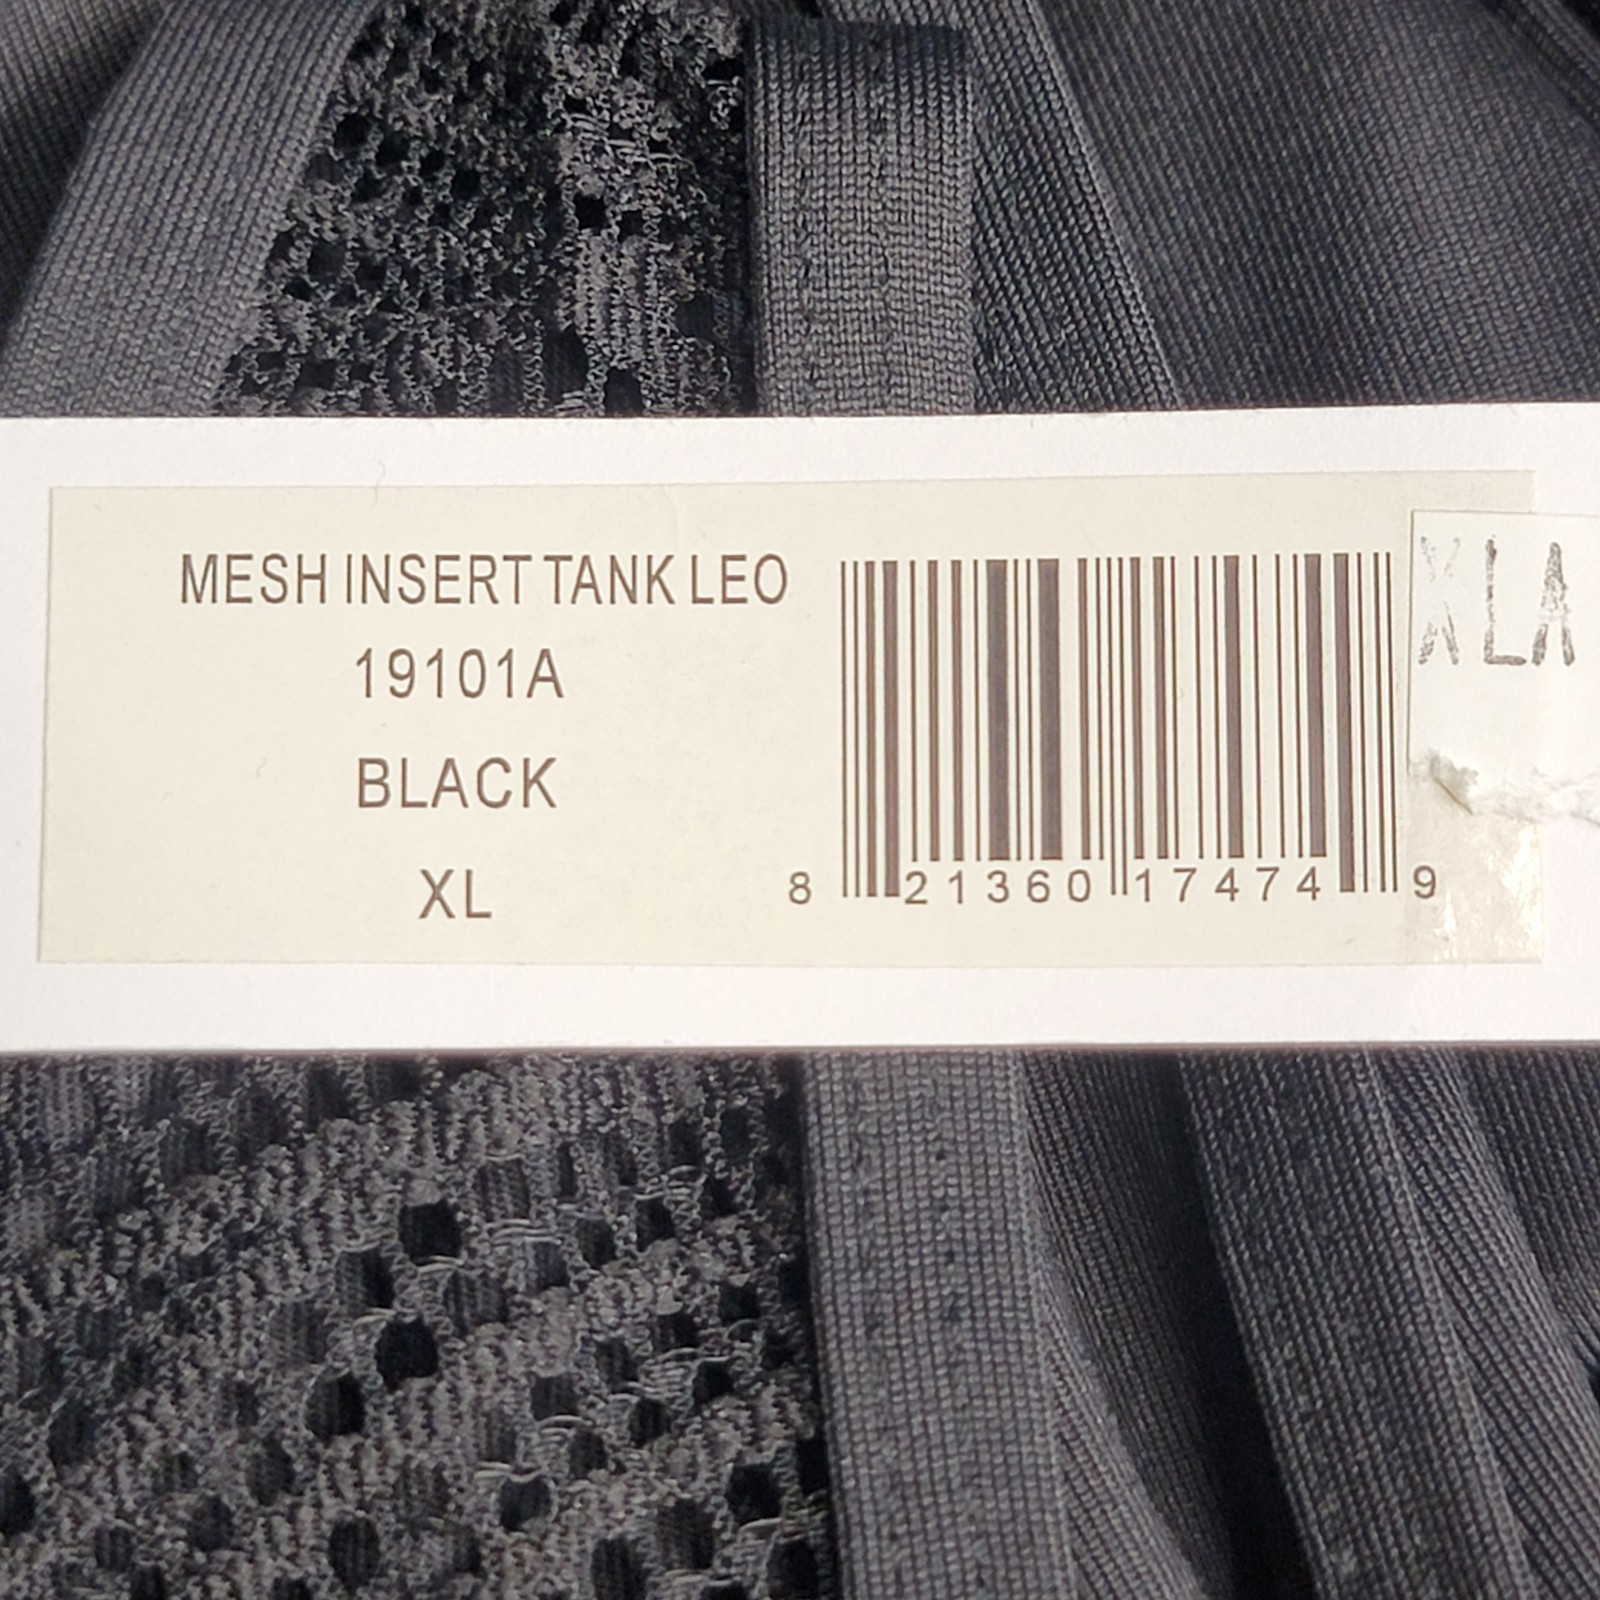 MESH INSERT TANK LEO
19101A
BLACK
XL
8 21360 17474 9
XLA